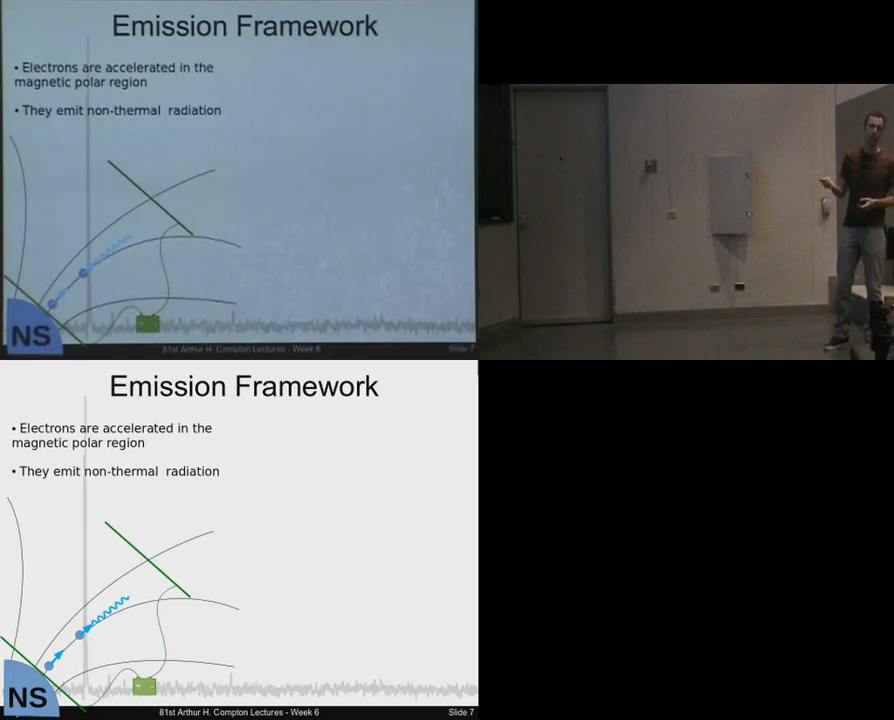 Emission Framework
• Electrons are accelerated in the
magnetic polar region
• They emit non-thermal radiation
NS
81st Arthur H. Compton Lectures - Week 6
Slide 7
Emission Framework
• Electrons are accelerated in the
magnetic polar region
• They emit non-thermal radiation
NS
81st Arthur H. Compton Lectures - Week 6
Slide 7